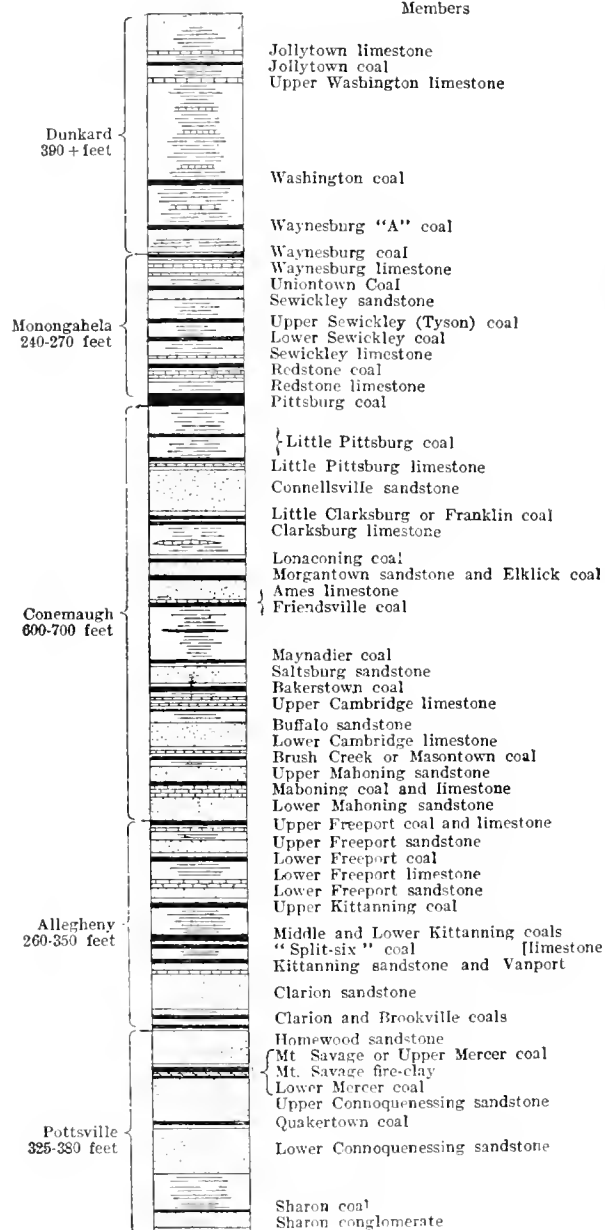 Members
Jollytown limestone
Jollytown coal
Upper Washington limestone
Dunkard
390 + feet
Washington coal
Waynesburg "A" coal
Waynesburg coal
Waynesburg limestone
Uniontown Coal
Sewickley sandstone
Monongahela
240-270 feet
Upper Sewickley (Tyson) coal
Lower Sewickley coal
Sewickley limestone
Redstone coal
Redstone limestone
Pittsburg coal
Little Pittsburg coal
Little Pittsburg limestone
Connellsville sandstone
Little Clarksburg or Franklin coal
Clarksburg limestone
Lonaconing coal
Morgantown sandstone and Elklick coal
Ames limestone
Friendsville coal
Conemaugh
600-700 feet
Maynadier coal
Saltsburg sandstone
Bakerstown coal
Upper Cambridge limestone
Buffalo sandstone
Lower Cambridge limestone
Brush Creek or Masontown coal
Upper Mahoning sandstone
Mahoning coal and limestone
Lower Mahoning sandstone
Upper Freeport coal and limestone
Upper Freeport sandstone
Lower Freeport coal
Lower Freeport limestone
Lower Freeport sandstone
Upper Kittanning coal
Allegheny
260-350 feet
Middle and Lower Kittanning coals
"Split-six" coal [limestone
Kittanning sandstone and Vanport
Clarion sandstone
Clarion and Brookville coals
Homewood sandstone
Mt Savage or Upper Mercer coal
Mt. Savage fire-clay
Lower Mercer coal
Upper Connoquenessing sandstone
Quakertown coal
Pottsville
325-380 feet
Lower Connoquenessing sandstone
Sharon coal
Sharon conglomerate